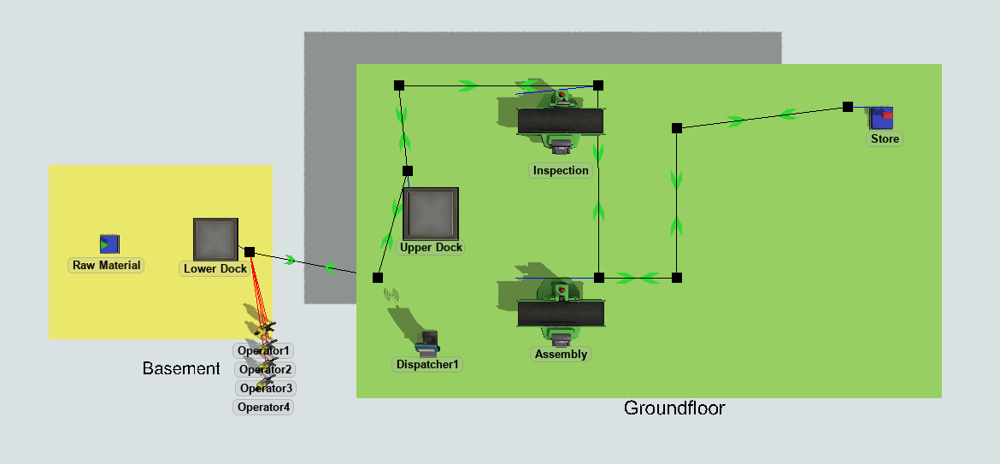 Store
Inspection
Upper Dock
Raw Material
Lower Dock
Operator1
Assembly
Dispatcher1
Basement
Operator2
Operator3
Operator4
Groundfloor